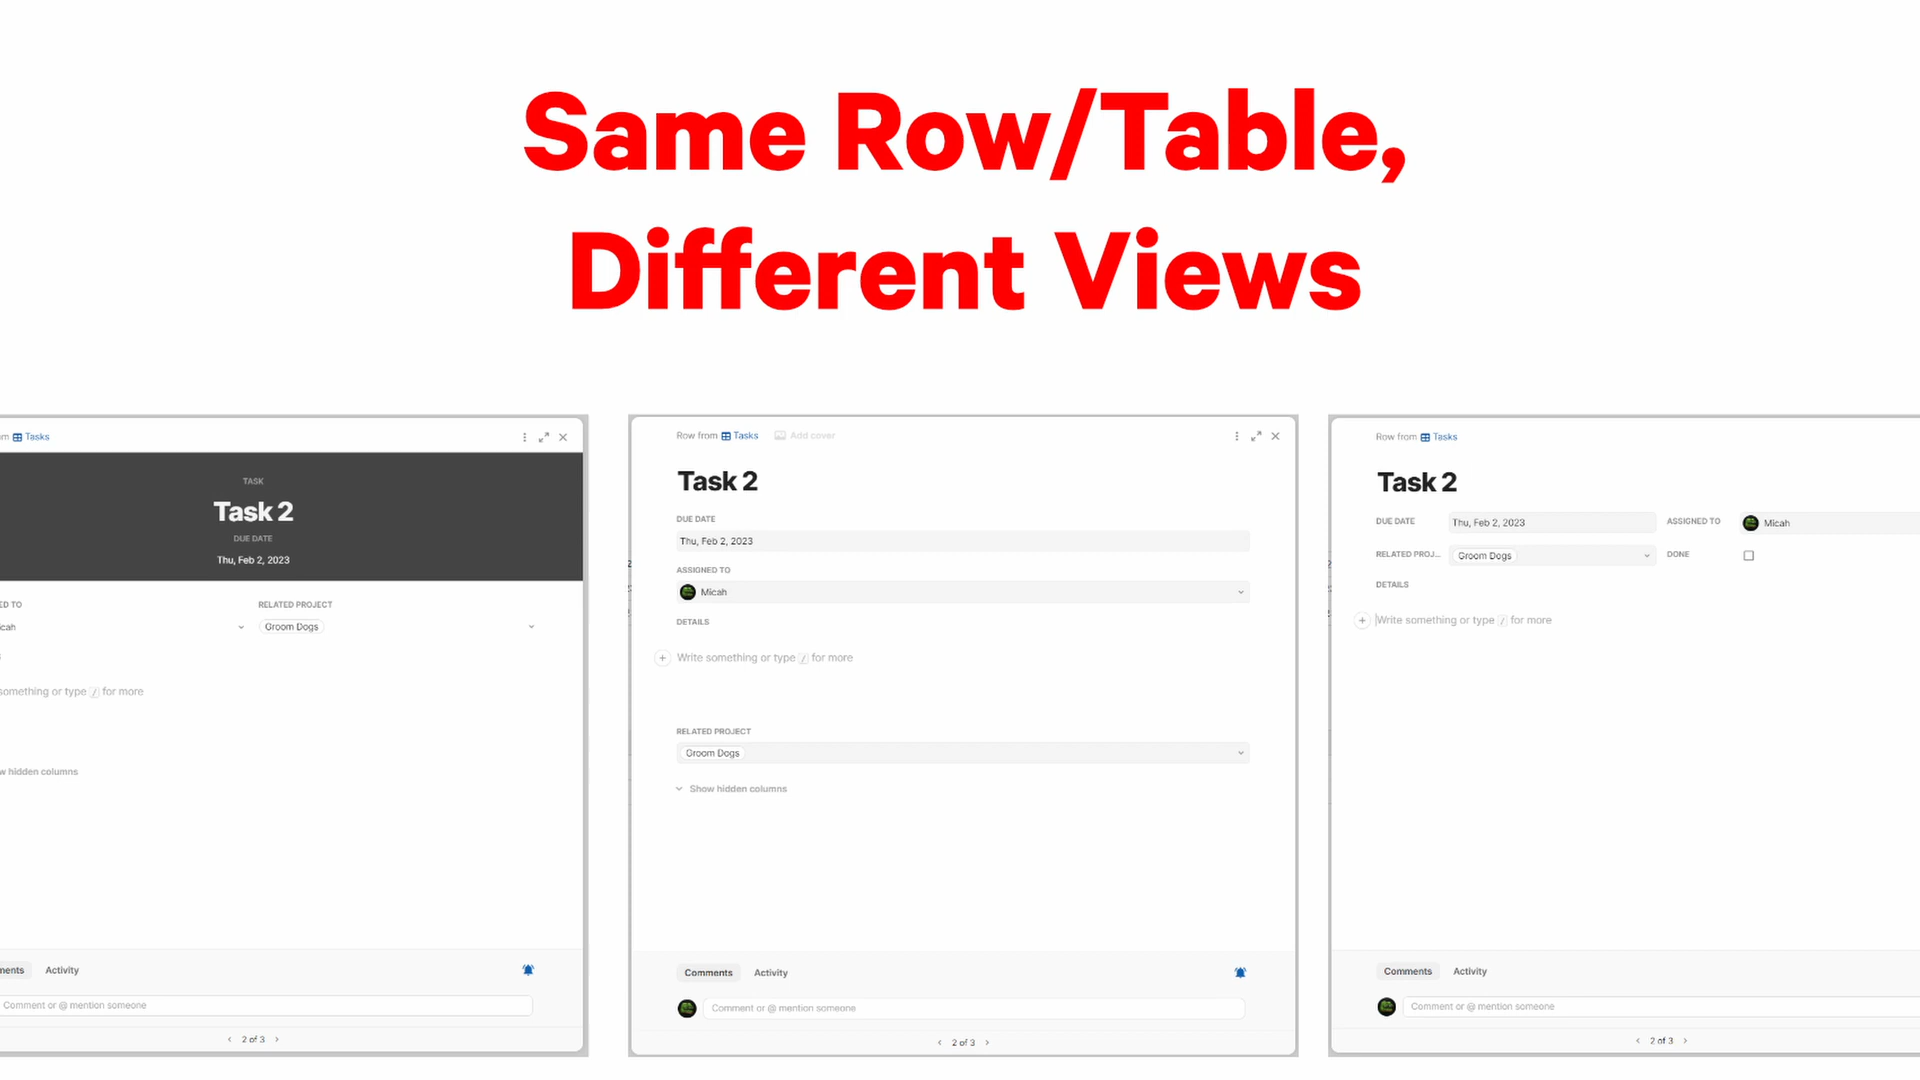 Same Row/Table,
Different Views
Tasks
TASK
Task 2
DUE DATE
Thu, Feb 2, 2023
TO
RELATED PROJECT
Groom Dogs
something or type / for more
hidden columns
Activity
Comment or @ mention someone
2 of 3
Row from Tasks Add cover
Task 2
DUE DATE
Thu, Feb 2, 2023
ASSIGNED TO
Micah
DETAILS
Write something or type / for more
RELATED PROJECT
Groom Dogs
Show hidden columns
Comments Activity
Comment or @ mention someone
2 of 3
Row from Tasks
Task 2
DUE DATE Thu, Feb 2, 2023 ASSIGNED TO Micah
RELATED PROJ... Groom Dogs DONE
DETAILS
Write something or type / for more
Comments Activity
Comment or @ mention someone
2 of 3